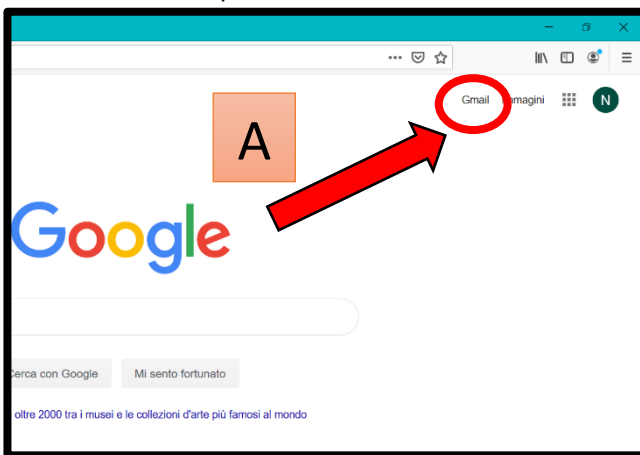 Gmail Immagini
N
A
Google
Cerca con Google Mi sento fortunato
oltre 2000 tra i musei e le collezioni d'arte più famosi al mondo